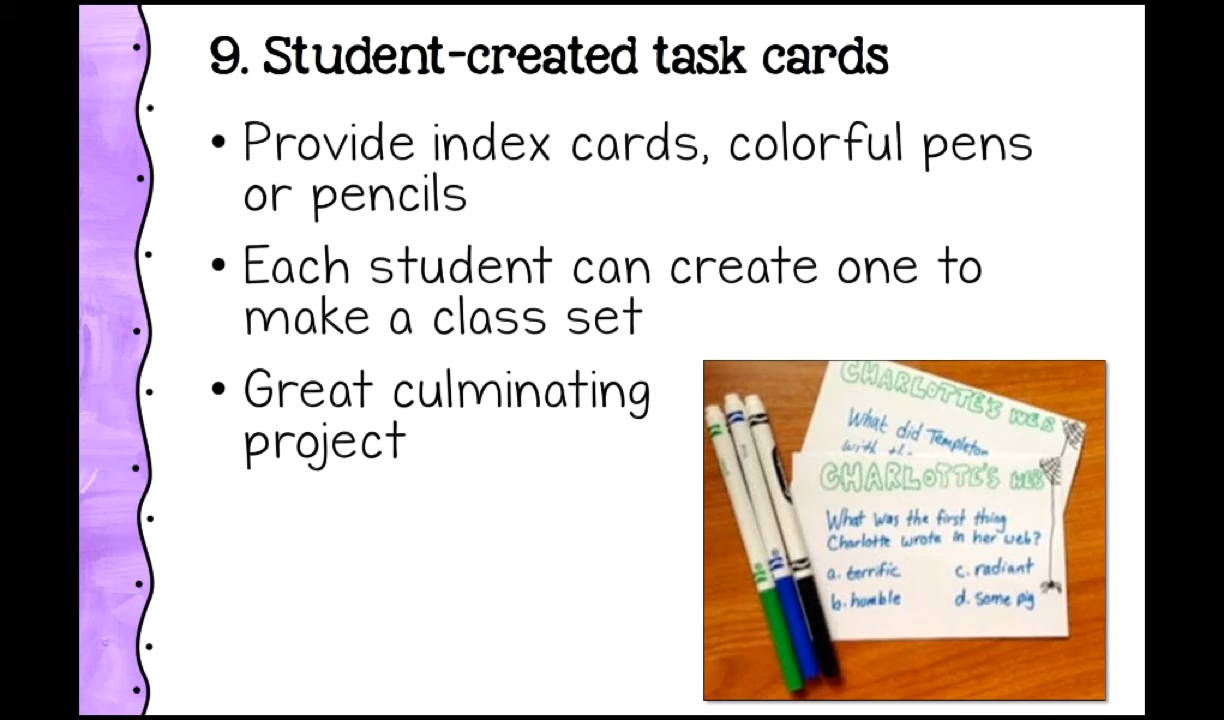 9. Student-created task cards
• Provide index cards, colorful pens
or pencils
• Each student can create one to
make a class set
• Great culminating
project
CHARLOTTE'S WEB
What did Templeton
with
CHARLOTTE'S WEB
What was the first thing
Charlotte wrote in her web?
a. terrific c. radiant
b. humble d. some pig